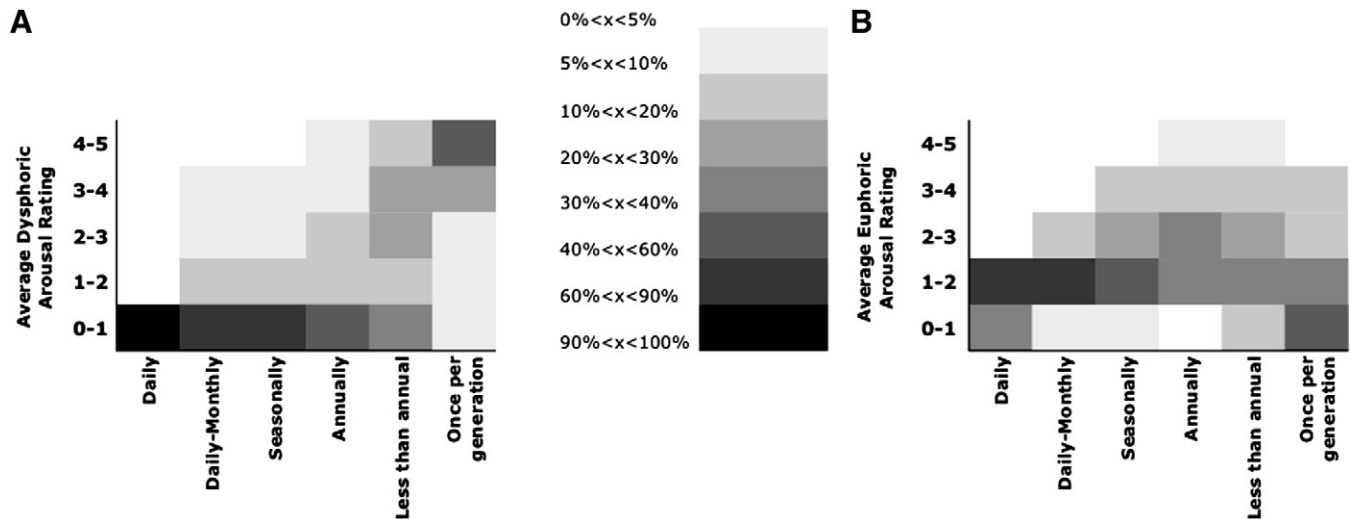 A
Average Dysphoric
Arousal Rating
4-5
3-4
2-3
1-2
0-1
Daily
Daily-Monthly
Seasonally
Annually
Less than annual
Once per
generation
0%<x<5%
5%<x<10%
10%<x<20%
20%<x<30%
30%<x<40%
40%<x<60%
60%<x<90%
90%<x<100%
B
Average Euphoric
Arousal Rating
4-5
3-4
2-3
1-2
0-1
Daily
Daily-Monthly
Seasonally
Annually
Less than annual
Once per
generation